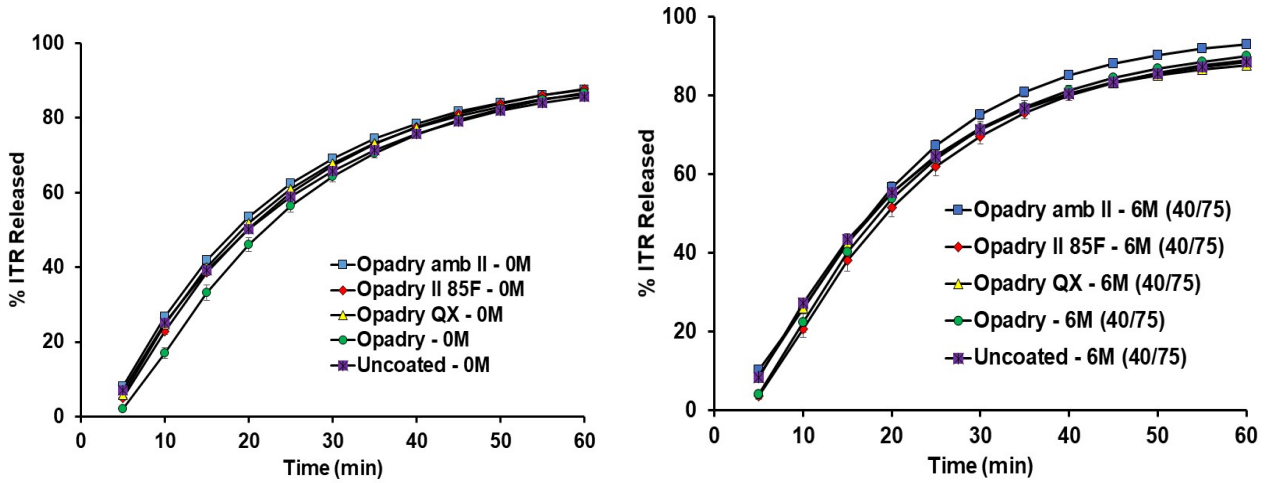 % ITR Released
100
80
60
40
20
0
Opadry amb II - 0M
Opadry II 85F - 0M
Opadry QX - 0M
Opadry - 0M
Uncoated - 0M
0 10 20 30 40 50 60
Time (min)
% ITR Released
100
80
60
40
20
0
Opadry amb II - 6M (40/75)
Opadry II 85F - 6M (40/75)
Opadry QX - 6M (40/75)
Opadry - 6M (40/75)
Uncoated - 6M (40/75)
0 10 20 30 40 50 60
Time (min)